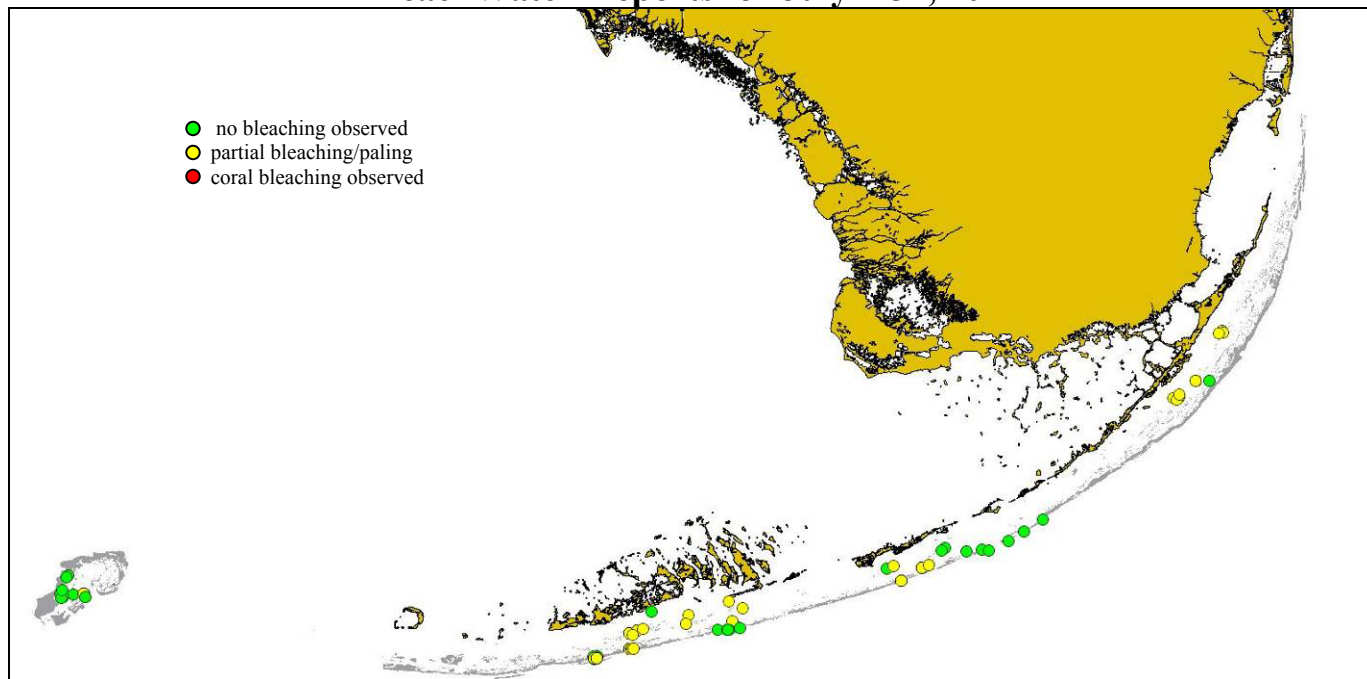 no bleaching observed
partial bleaching/paling
coral bleaching observed